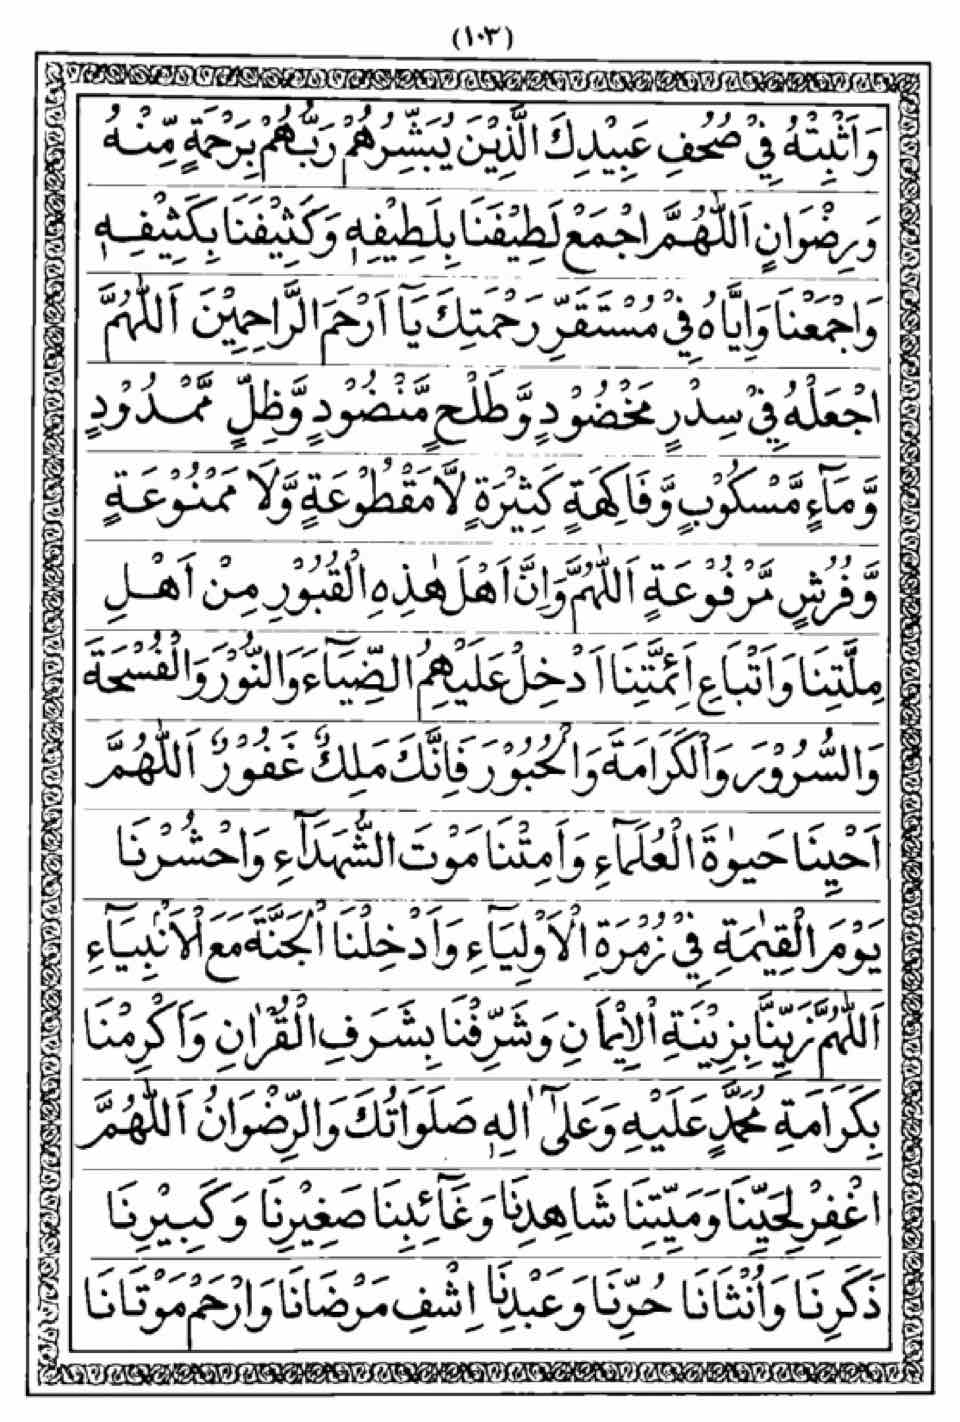 (۱۰۳)
وَاَثْبِتْهُ فِيْ صُحُفِ عَبِيْدِكَ الَّذِيْنَ يُبَشِّرُهُمْ رَبُّهُمْ بِرَحْمَةٍ مِّنْهُ
وَرِضْوَانٍ اَللّٰهُمَّ اجْمَعْ لَطِيْفَنَا بِلَطِيْفِهٖ وَكَثِيْفَنَا بِكَثِيْفِهٖ
وَاجْمَعْنَا وَاِيَّاهُ فِيْ مُسْتَقَرِّ رَحْمَتِكَ يَآ اَرْحَمَ الرَّاحِمِيْنَ اَللّٰهُمَّ
اجْعَلْهُ فِيْ سِدْرٍ مَخْضُوْدٍ وَّطَلْحٍ مَّنْضُوْدٍ وَّظِلٍّ مَّمْدُوْدٍ
وَّمَآءٍ مَّسْكُوْبٍ وَّفَاكِهَةٍ كَثِيْرَةٍ لَّا مَقْطُوْعَةٍ وَّلَا مَمْنُوْعَةٍ
وَّفُرُشٍ مَّرْفُوْعَةٍ اَللّٰهُمَّ وَاِنَّ اَهْلَ هٰذِهِ الْقُبُوْرِ مِنْ اَهْلِ
مِلَّتِنَا وَاَتْبَاعِ اَئِمَّتِنَا اَدْخِلْ عَلَيْهِمُ الضِّيَآءَ وَالنُّوْرَ وَالْفُسْحَةَ
وَالسُّرُوْرَ وَالْكَرَامَةَ وَالْحُبُوْرَ فَاِنَّكَ مَلِكٌ غَفُوْرٌ اَللّٰهُمَّ
اَحْيِنَا حَيٰوةَ الْعُلَمَآءِ وَاَمِتْنَا مَوْتَ الشُّهَدَآءِ وَاحْشُرْنَا
يَوْمَ الْقِيٰمَةِ فِيْ زُمْرَةِ الْاَوْلِيَآءِ وَاَدْخِلْنَا الْجَنَّةَ مَعَ الْاَنْبِيَآءِ
اَللّٰهُمَّ زَيِّنَّا بِزِيْنَةِ الْاِيْمَانِ وَشَرِّفْنَا بِشَرَفِ الْقُرْاٰنِ وَاَكْرِمْنَا
بِكَرَامَةِ مُحَمَّدٍ عَلَيْهِ وَعَلٰٓى اٰلِهٖ صَلَوَاتُكَ وَالرِّضْوَانُ اَللّٰهُمَّ
اغْفِرْ لِحَيِّنَا وَمَيِّتِنَا شَاهِدِنَا وَغَآئِبِنَا صَغِيْرِنَا وَكَبِيْرِنَا
ذَكَرِنَا وَاُنْثَانَا حُرِّنَا وَعَبْدِنَا اِشْفِ مَرْضَانَا وَارْحَمْ مَوْتَانَا